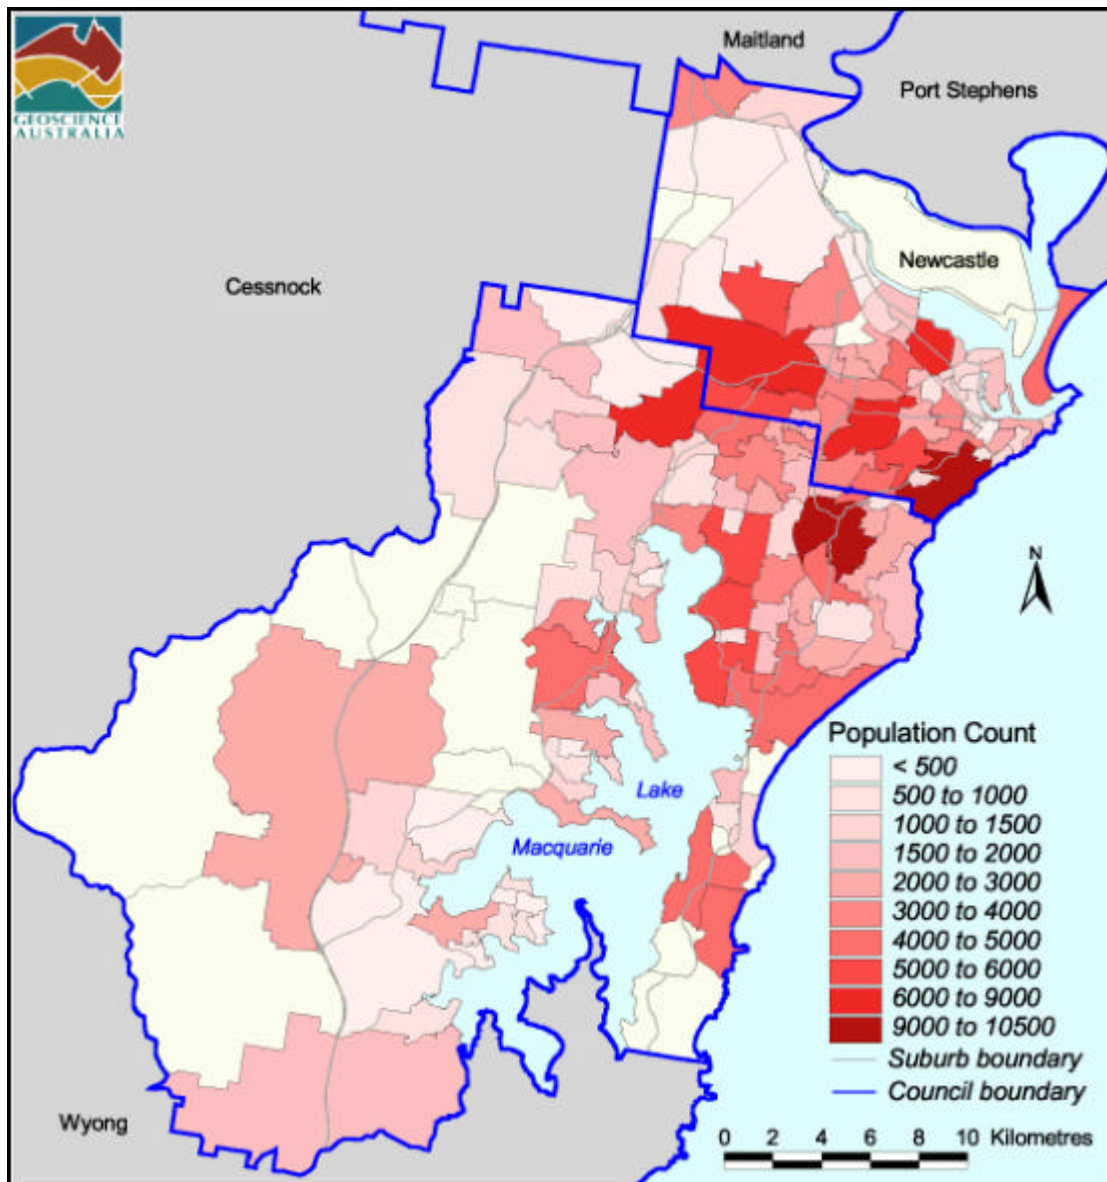 GEOSCIENCE
AUSTRALIA
Maitland
Port Stephens
Newcastle
Cessnock
N
Lake
Macquarie
Population Count
< 500
500 to 1000
1000 to 1500
1500 to 2000
2000 to 3000
3000 to 4000
4000 to 5000
5000 to 6000
6000 to 9000
9000 to 10500
Suburb boundary
Council boundary
Wyong
0 2 4 6 8 10 Kilometres